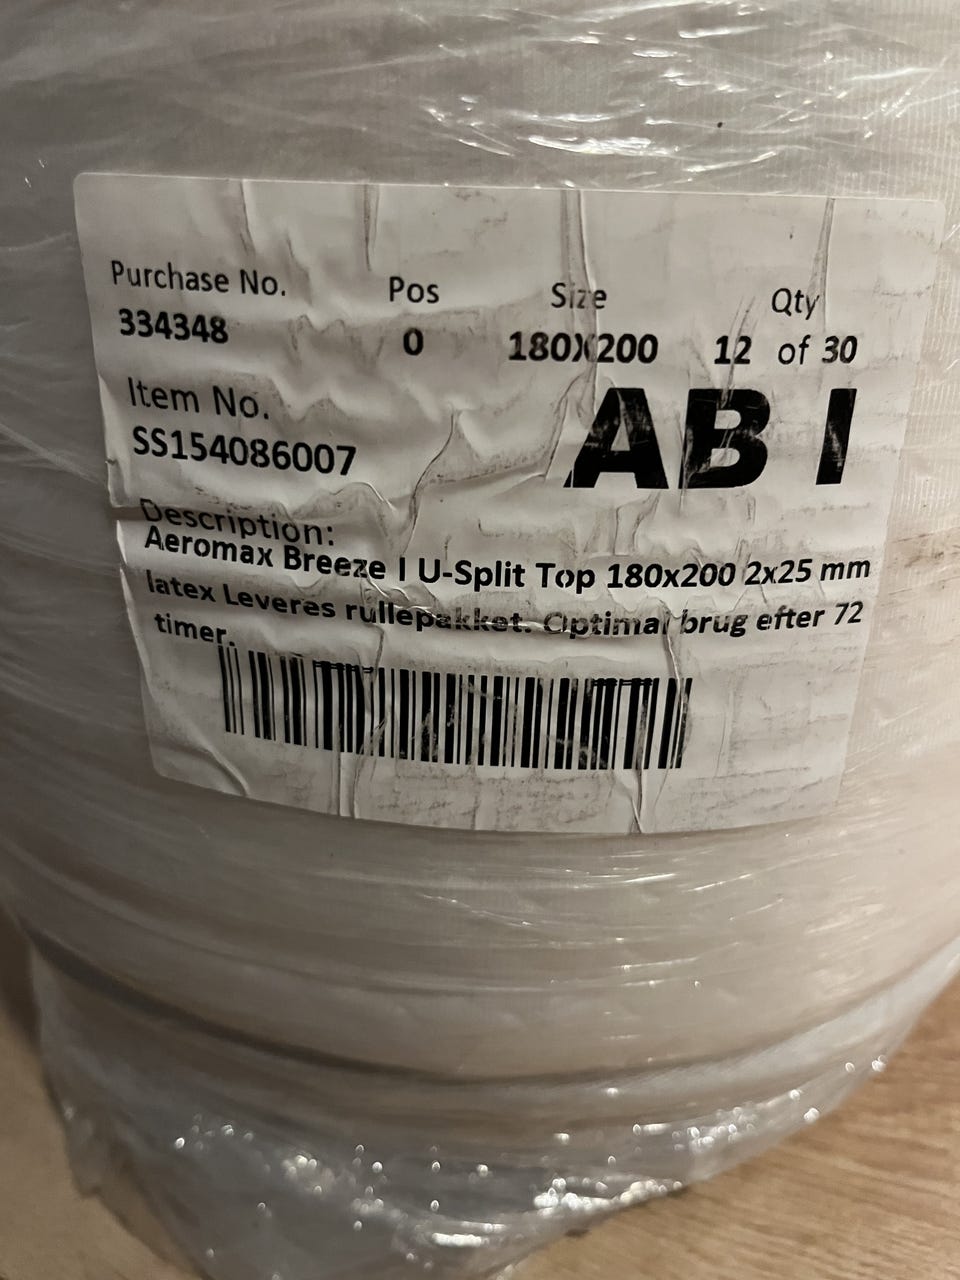 Purchase No. Pos Size Qty
334348 0 180X200 12 of 30
Item No.
SS154086007
AB I
Description:
Aeromax Breeze I U-Split Top 180x200 2x25 mm
latex Leveres rullepakket. Optimal brug efter 72
timer.